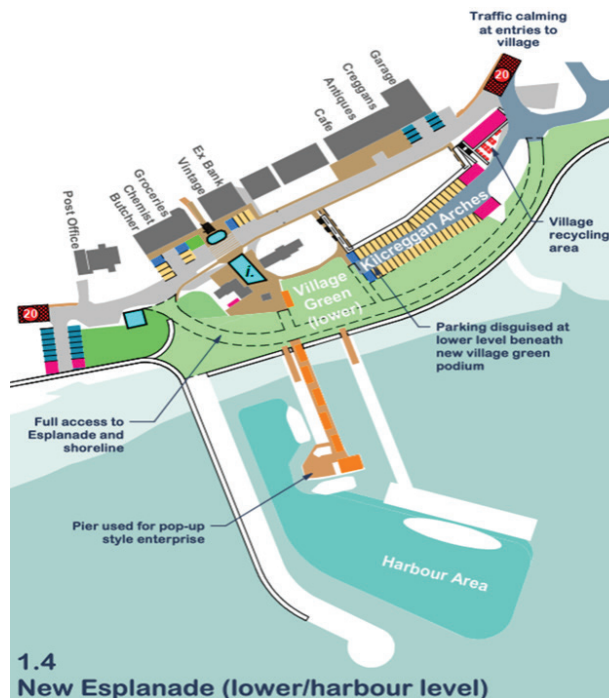 Traffic calming
at entries to
village
20
Garage
Creggans
Antiques
Cafe
Ex Bank
Vintage
Groceries
Chemist
Butcher
Post Office
Kilcreggan Arches
Village
recycling
area
i
Village
Green
(lower)
20
Parking disguised at
lower level beneath
new village green
podium
Full access to
Esplanade and
shoreline
Pier used for pop-up
style enterprise
Harbour Area
1.4
New Esplanade (lower/harbour level)